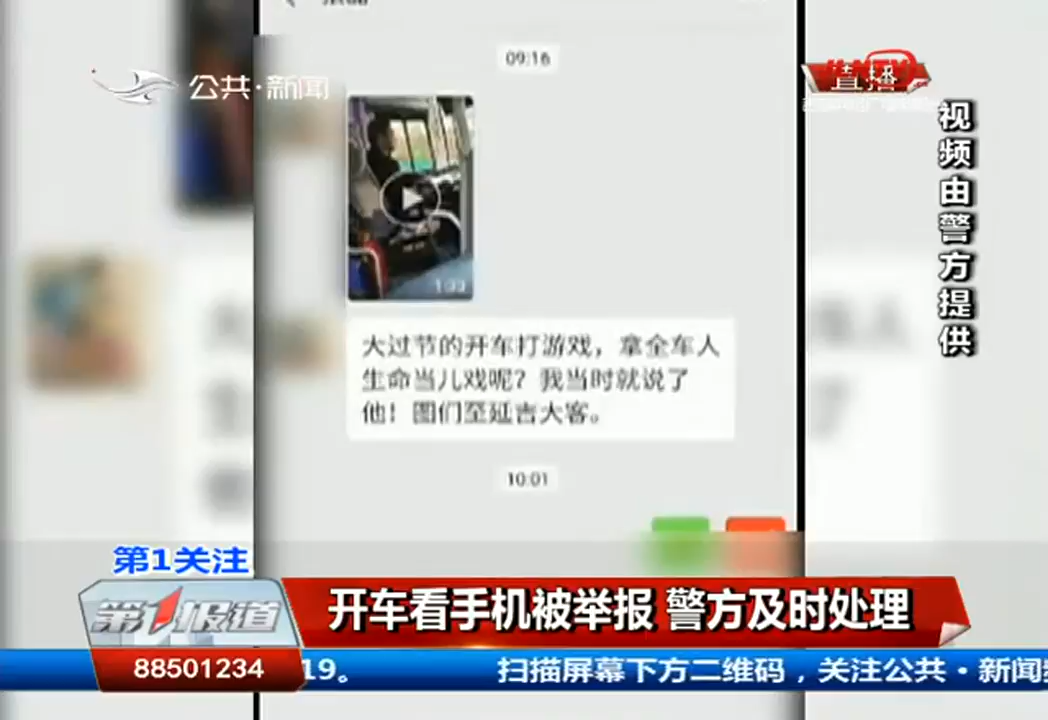 09:16
公共·新闻
直播
视频由警方提供
大过节的开车打游戏，拿全车人
生命当儿戏呢？我当时就说了
他！图们至延吉大客。
10:01
第1关注
第1报道
开车看手机被举报 警方及时处理
88501234
19。
扫描屏幕下方二维码，关注公共·新闻